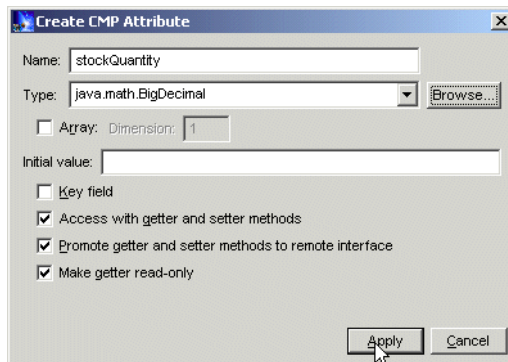 Create CMP Attribute
Name: stockQuantity
Type: java.math.BigDecimal Browse...
Array: Dimension: 1
Initial value:
Key field
Access with getter and setter methods
Promote getter and setter methods to remote interface
Make getter read-only
Apply Cancel